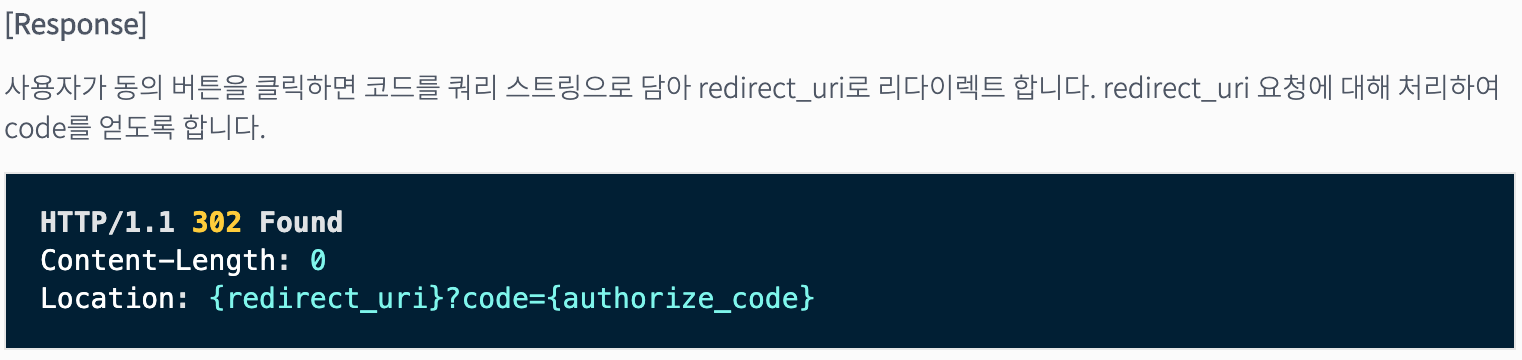 [Response]
사용자가 동의 버튼을 클릭하면 코드를 쿼리 스트링으로 담아 redirect_uri로 리다이렉트 합니다. redirect_uri 요청에 대해 처리하여
code를 얻도록 합니다.
HTTP/1.1 302 Found
Content-Length: 0
Location: {redirect_uri}?code={authorize_code}